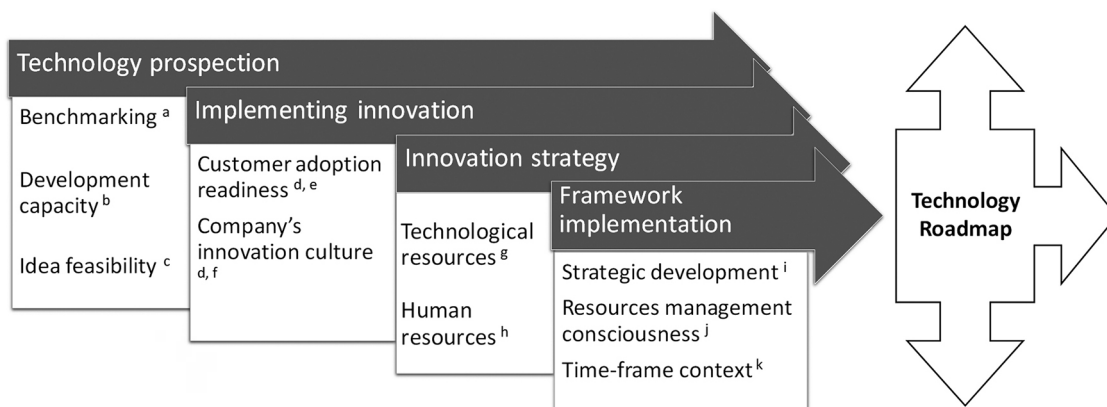 Technology prospection
Benchmarking a
Development
capacity b
Idea feasibility c
Implementing innovation
Customer adoption
readiness d, e
Company’s
innovation culture
d, f
Innovation strategy
Technological
resources g
Human
resources h
Framework
implementation
Strategic development i
Resources management
consciousness j
Time-frame context k
Technology
Roadmap